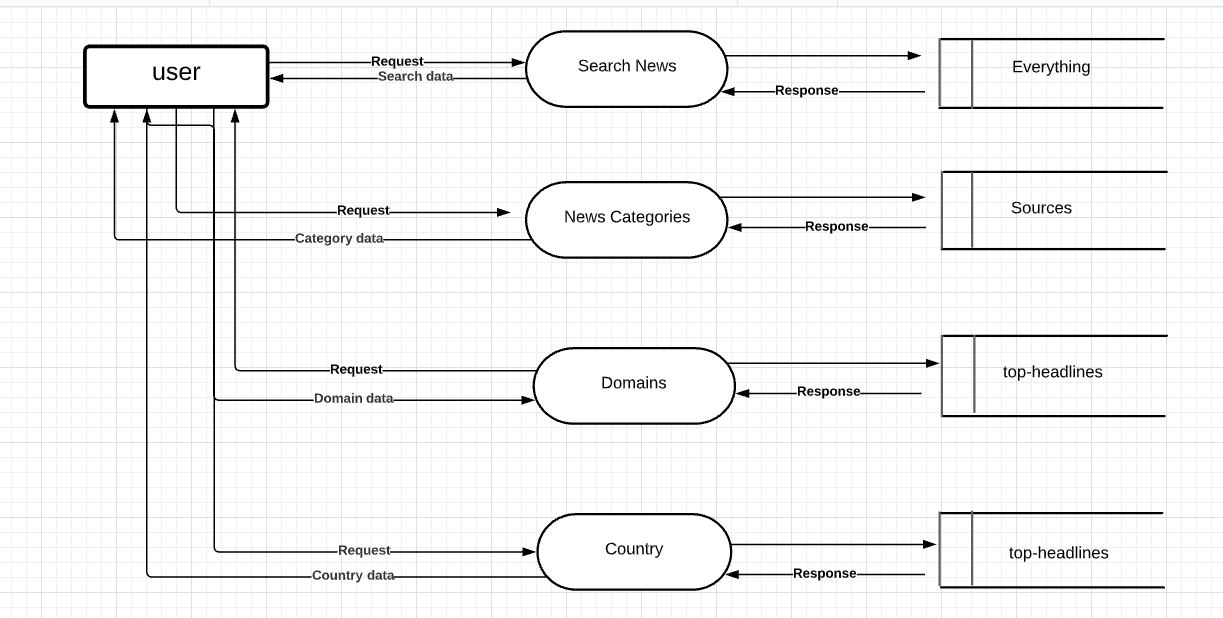 user
Request
Search data
Search News
Response
Everything
Request
Category data
News Categories
Response
Sources
Request
Domain data
Domains
Response
top-headlines
Request
Country data
Country
Response
top-headlines